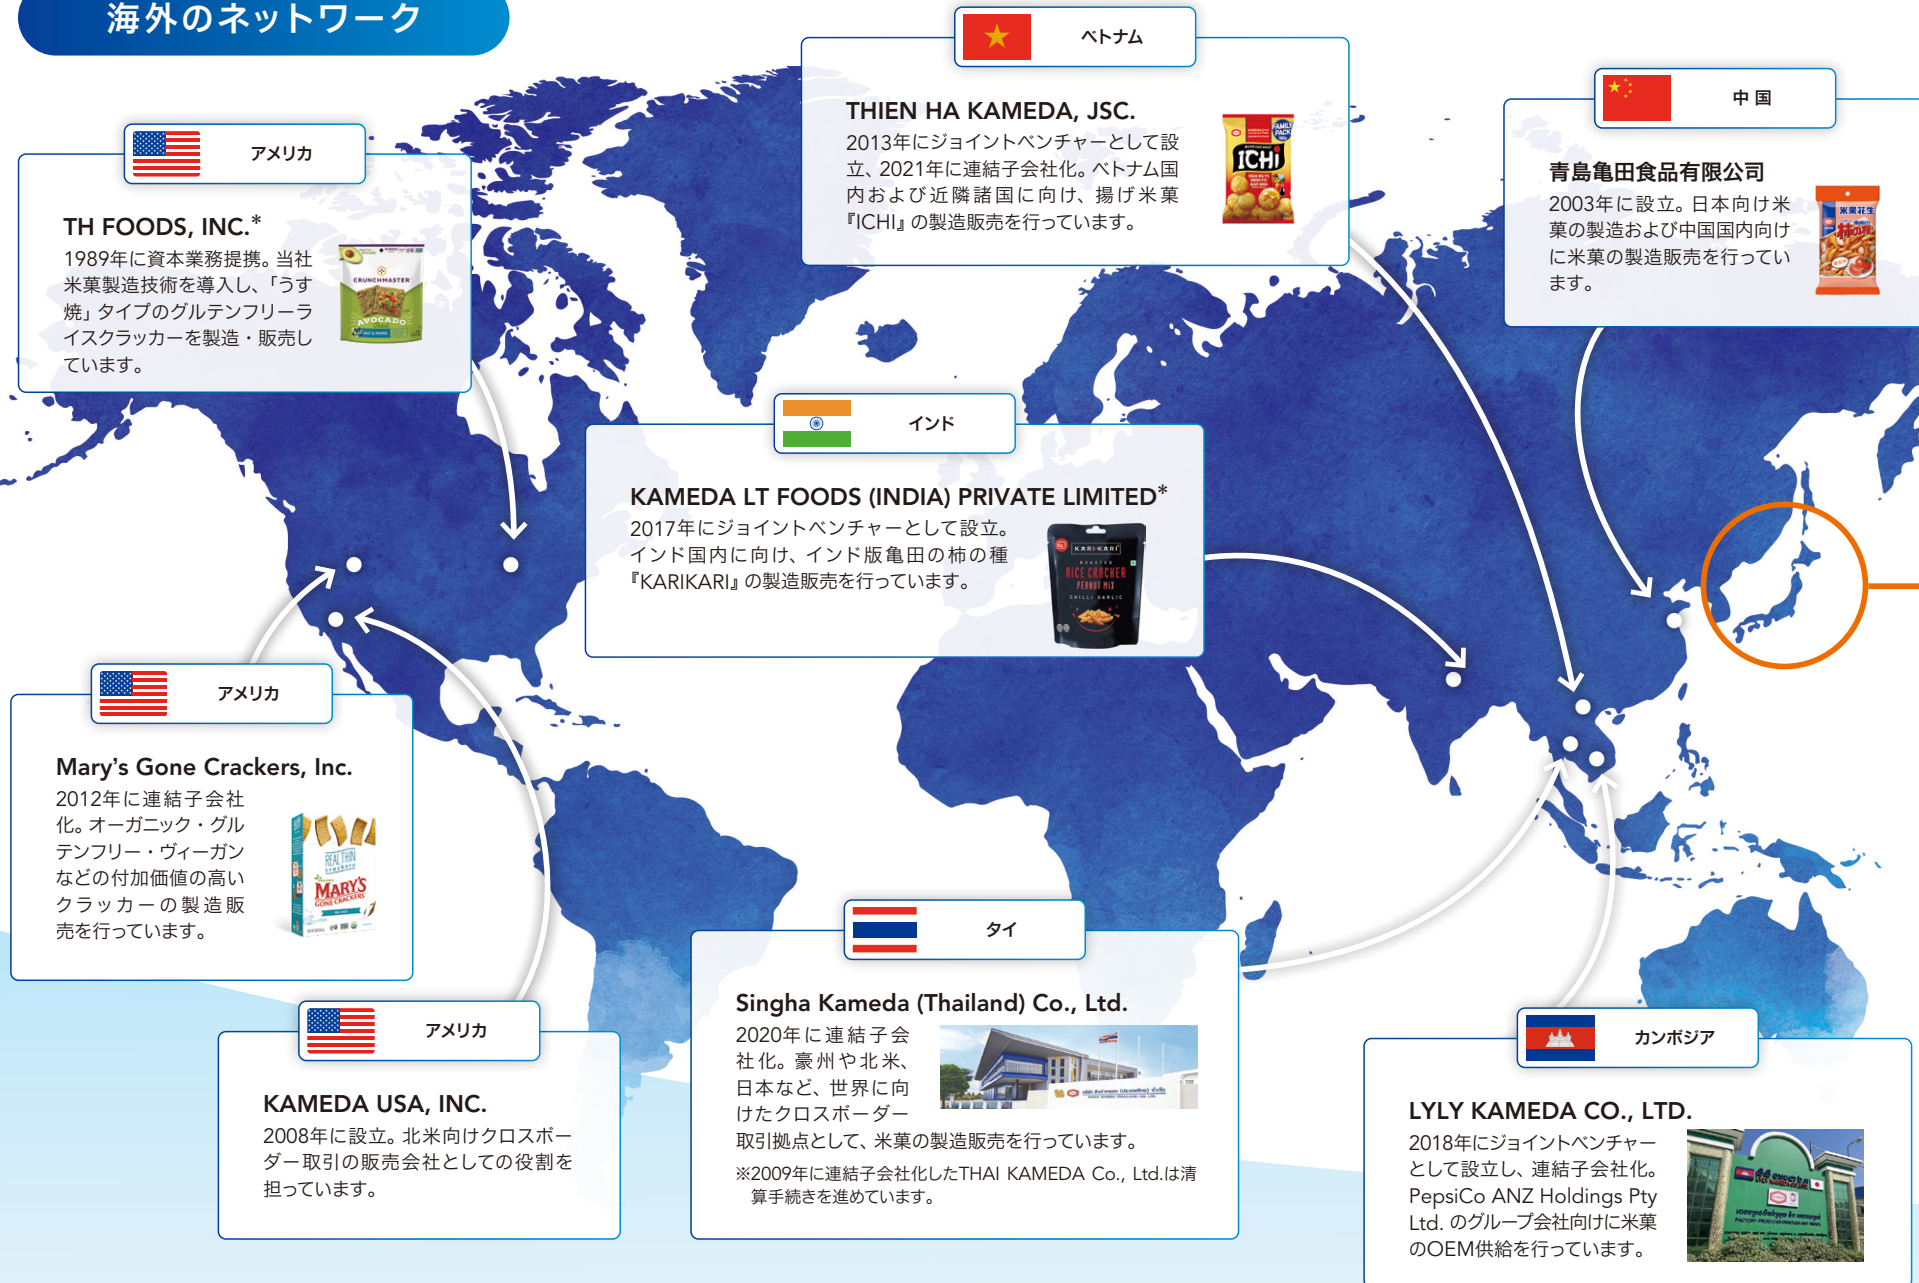 海外のネットワーク
ベトナム
THIEN HA KAMEDA, JSC.
2013年にジョイントベンチャーとして設
立、2021年に連結子会社化。ベトナム国
内および近隣諸国に向け、揚げ米菓
『ICHI』の製造販売を行っています。
FAMILY
PACK
ICHI
中国
青島亀田食品有限公司
2003年に設立。日本向け米
菓の製造および中国国内向け
に米菓の製造販売を行ってい
ます。
米菓花生
柿の種
アメリカ
TH FOODS, INC.*
1989年に資本業務提携。当社
米菓製造技術を導入し、「うす
焼」タイプのグルテンフリーラ
イスクラッカーを製造・販売し
ています。
CRUNCHMASTER
AVOCADO
インド
KAMEDA LT FOODS (INDIA) PRIVATE LIMITED*
2017年にジョイントベンチャーとして設立。
インド国内に向け、インド版亀田の柿の種
『KARIKARI』の製造販売を行っています。
KARIKARI
ROASTED
RICE CRACKER
PEANUT MIX
CHILLI GARLIC
アメリカ
Mary's Gone Crackers, Inc.
2012年に連結子会社
化。オーガニック・グル
テンフリー・ヴィーガン
などの付加価値の高い
クラッカーの製造販
売を行っています。
REAL THIN
CRACKERS
MARY'S
GONE CRACKERS
アメリカ
KAMEDA USA, INC.
2008年に設立。北米向けクロスボー
ダー取引の販売会社としての役割を
担っています。
タイ
Singha Kameda (Thailand) Co., Ltd.
2020年に連結子会
社化。豪州や北米、
日本など、世界に向
けたクロスボーダー
取引拠点として、米菓の製造販売を行っています。
※2009年に連結子会社化したTHAI KAMEDA Co., Ltd.は清
算手続きを進めています。
カンボジア
LYLY KAMEDA CO., LTD.
2018年にジョイントベンチャー
として設立し、連結子会社化。
PepsiCo ANZ Holdings Pty
Ltd. のグループ会社向けに米菓
のOEM供給を行っています。